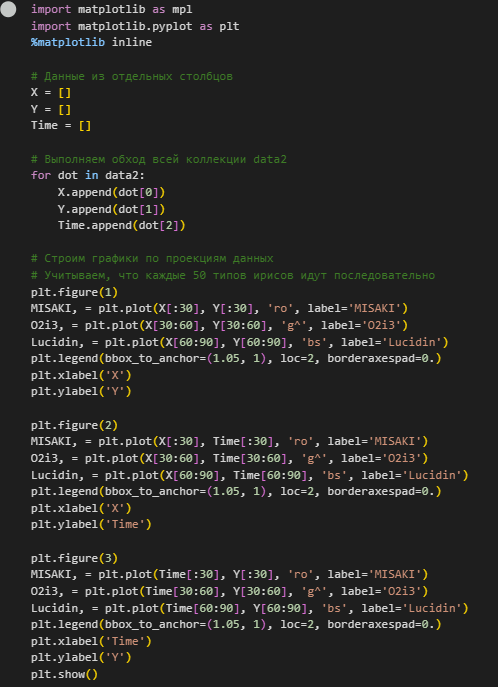 import matplotlib as mpl
import matplotlib.pyplot as plt
%matplotlib inline
# Данные из отдельных столбцов
X = []
Y = []
Time = []
# Выполняем обход всей коллекции data2
for dot in data2:
    X.append(dot[0])
    Y.append(dot[1])
    Time.append(dot[2])
# Строим графики по проекциям данных
# Учитываем, что каждые 50 типов ирисов идут последовательно
plt.figure(1)
MISAKI, = plt.plot(X[:30], Y[:30], 'ro', label='MISAKI')
O2i3, = plt.plot(X[30:60], Y[30:60], 'g^', label='O2i3')
Lucidin, = plt.plot(X[60:90], Y[60:90], 'bs', label='Lucidin')
plt.legend(bbox_to_anchor=(1.05, 1), loc=2, borderaxespad=0.)
plt.xlabel('X')
plt.ylabel('Y')
plt.figure(2)
MISAKI, = plt.plot(X[:30], Time[:30], 'ro', label='MISAKI')
O2i3, = plt.plot(X[30:60], Time[30:60], 'g^', label='O2i3')
Lucidin, = plt.plot(X[60:90], Time[60:90], 'bs', label='Lucidin')
plt.legend(bbox_to_anchor=(1.05, 1), loc=2, borderaxespad=0.)
plt.xlabel('X')
plt.ylabel('Time')
plt.figure(3)
MISAKI, = plt.plot(Time[:30], Y[:30], 'ro', label='MISAKI')
O2i3, = plt.plot(Time[30:60], Y[30:60], 'g^', label='O2i3')
Lucidin, = plt.plot(Time[60:90], Y[60:90], 'bs', label='Lucidin')
plt.legend(bbox_to_anchor=(1.05, 1), loc=2, borderaxespad=0.)
plt.xlabel('Time')
plt.ylabel('Y')
plt.show()